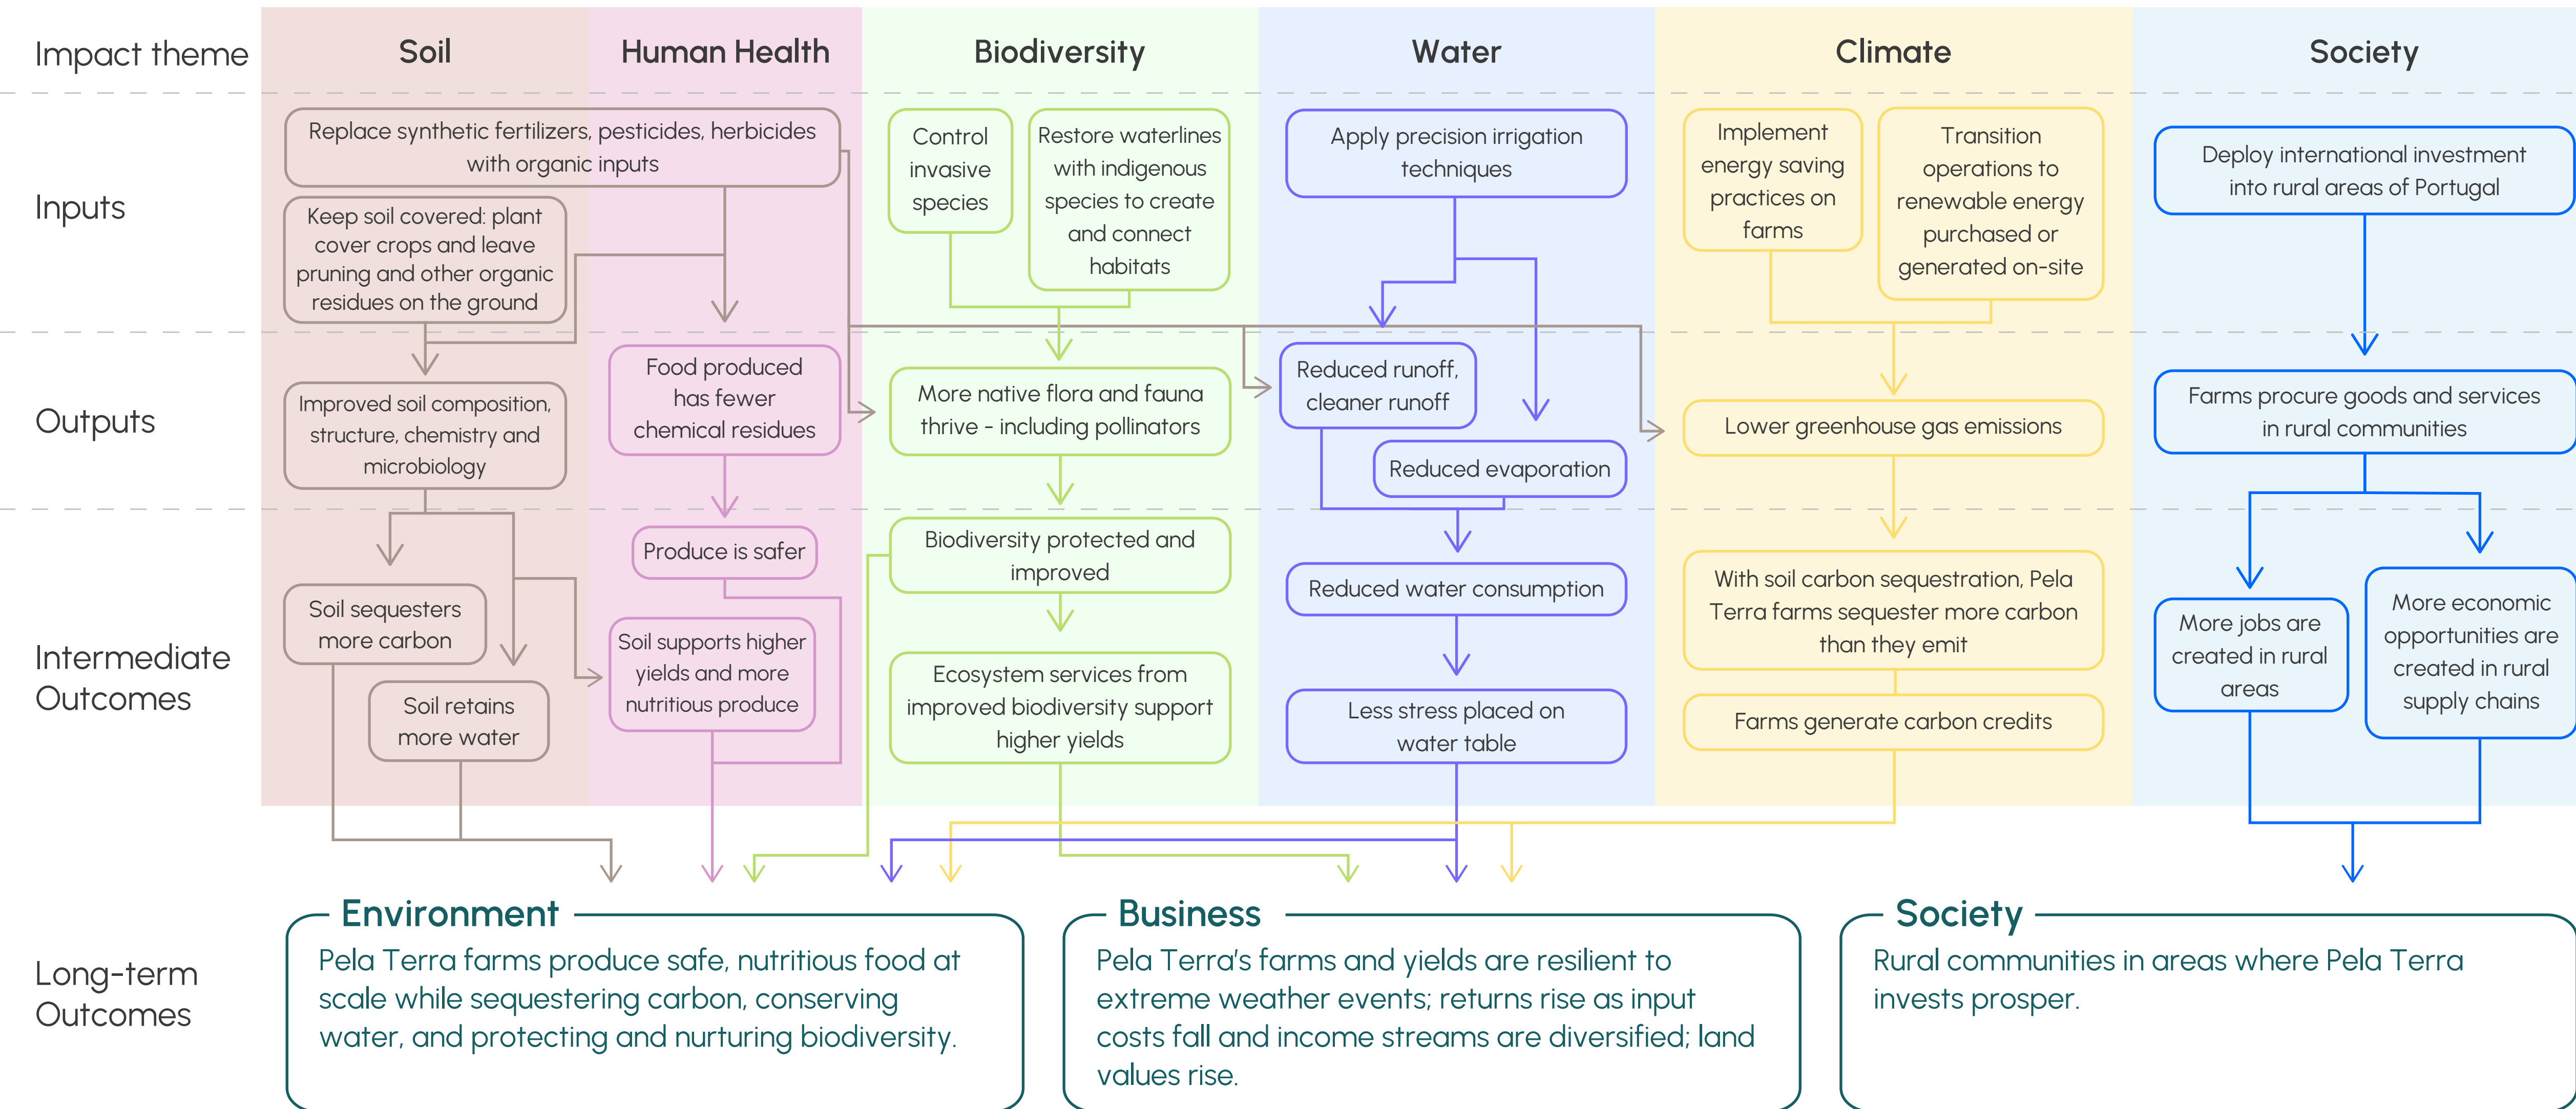 Impact theme
Soil
Human Health
Biodiversity
Water
Climate
Society
Inputs
Replace synthetic fertilizers, pesticides, herbicides
with organic inputs
Keep soil covered: plant
cover crops and leave
pruning and other organic
residues on the ground
Control
invasive
species
Restore waterlines
with indigenous
species to create
and connect
habitats
Apply precision irrigation
techniques
Implement
energy saving
practices on
farms
Transition
operations to
renewable energy
purchased or
generated on-site
Deploy international investment
into rural areas of Portugal
Outputs
Improved soil composition,
structure, chemistry and
microbiology
Food produced
has fewer
chemical residues
More native flora and fauna
thrive - including pollinators
Reduced runoff,
cleaner runoff
Reduced evaporation
Lower greenhouse gas emissions
Farms procure goods and services
in rural communities
Intermediate
Outcomes
Soil sequesters
more carbon
Soil retains
more water
Produce is safer
Soil supports higher
yields and more
nutritious produce
Biodiversity protected and
improved
Ecosystem services from
improved biodiversity support
higher yields
Reduced water consumption
Less stress placed on
water table
With soil carbon sequestration, Pela
Terra farms sequester more carbon
than they emit
Farms generate carbon credits
More jobs are
created in rural
areas
More economic
opportunities are
created in rural
supply chains
Long-term
Outcomes
Environment
Pela Terra farms produce safe, nutritious food at
scale while sequestering carbon, conserving
water, and protecting and nurturing biodiversity.
Business
Pela Terra's farms and yields are resilient to
extreme weather events; returns rise as input
costs fall and income streams are diversified; land
values rise.
Society
Rural communities in areas where Pela Terra
invests prosper.